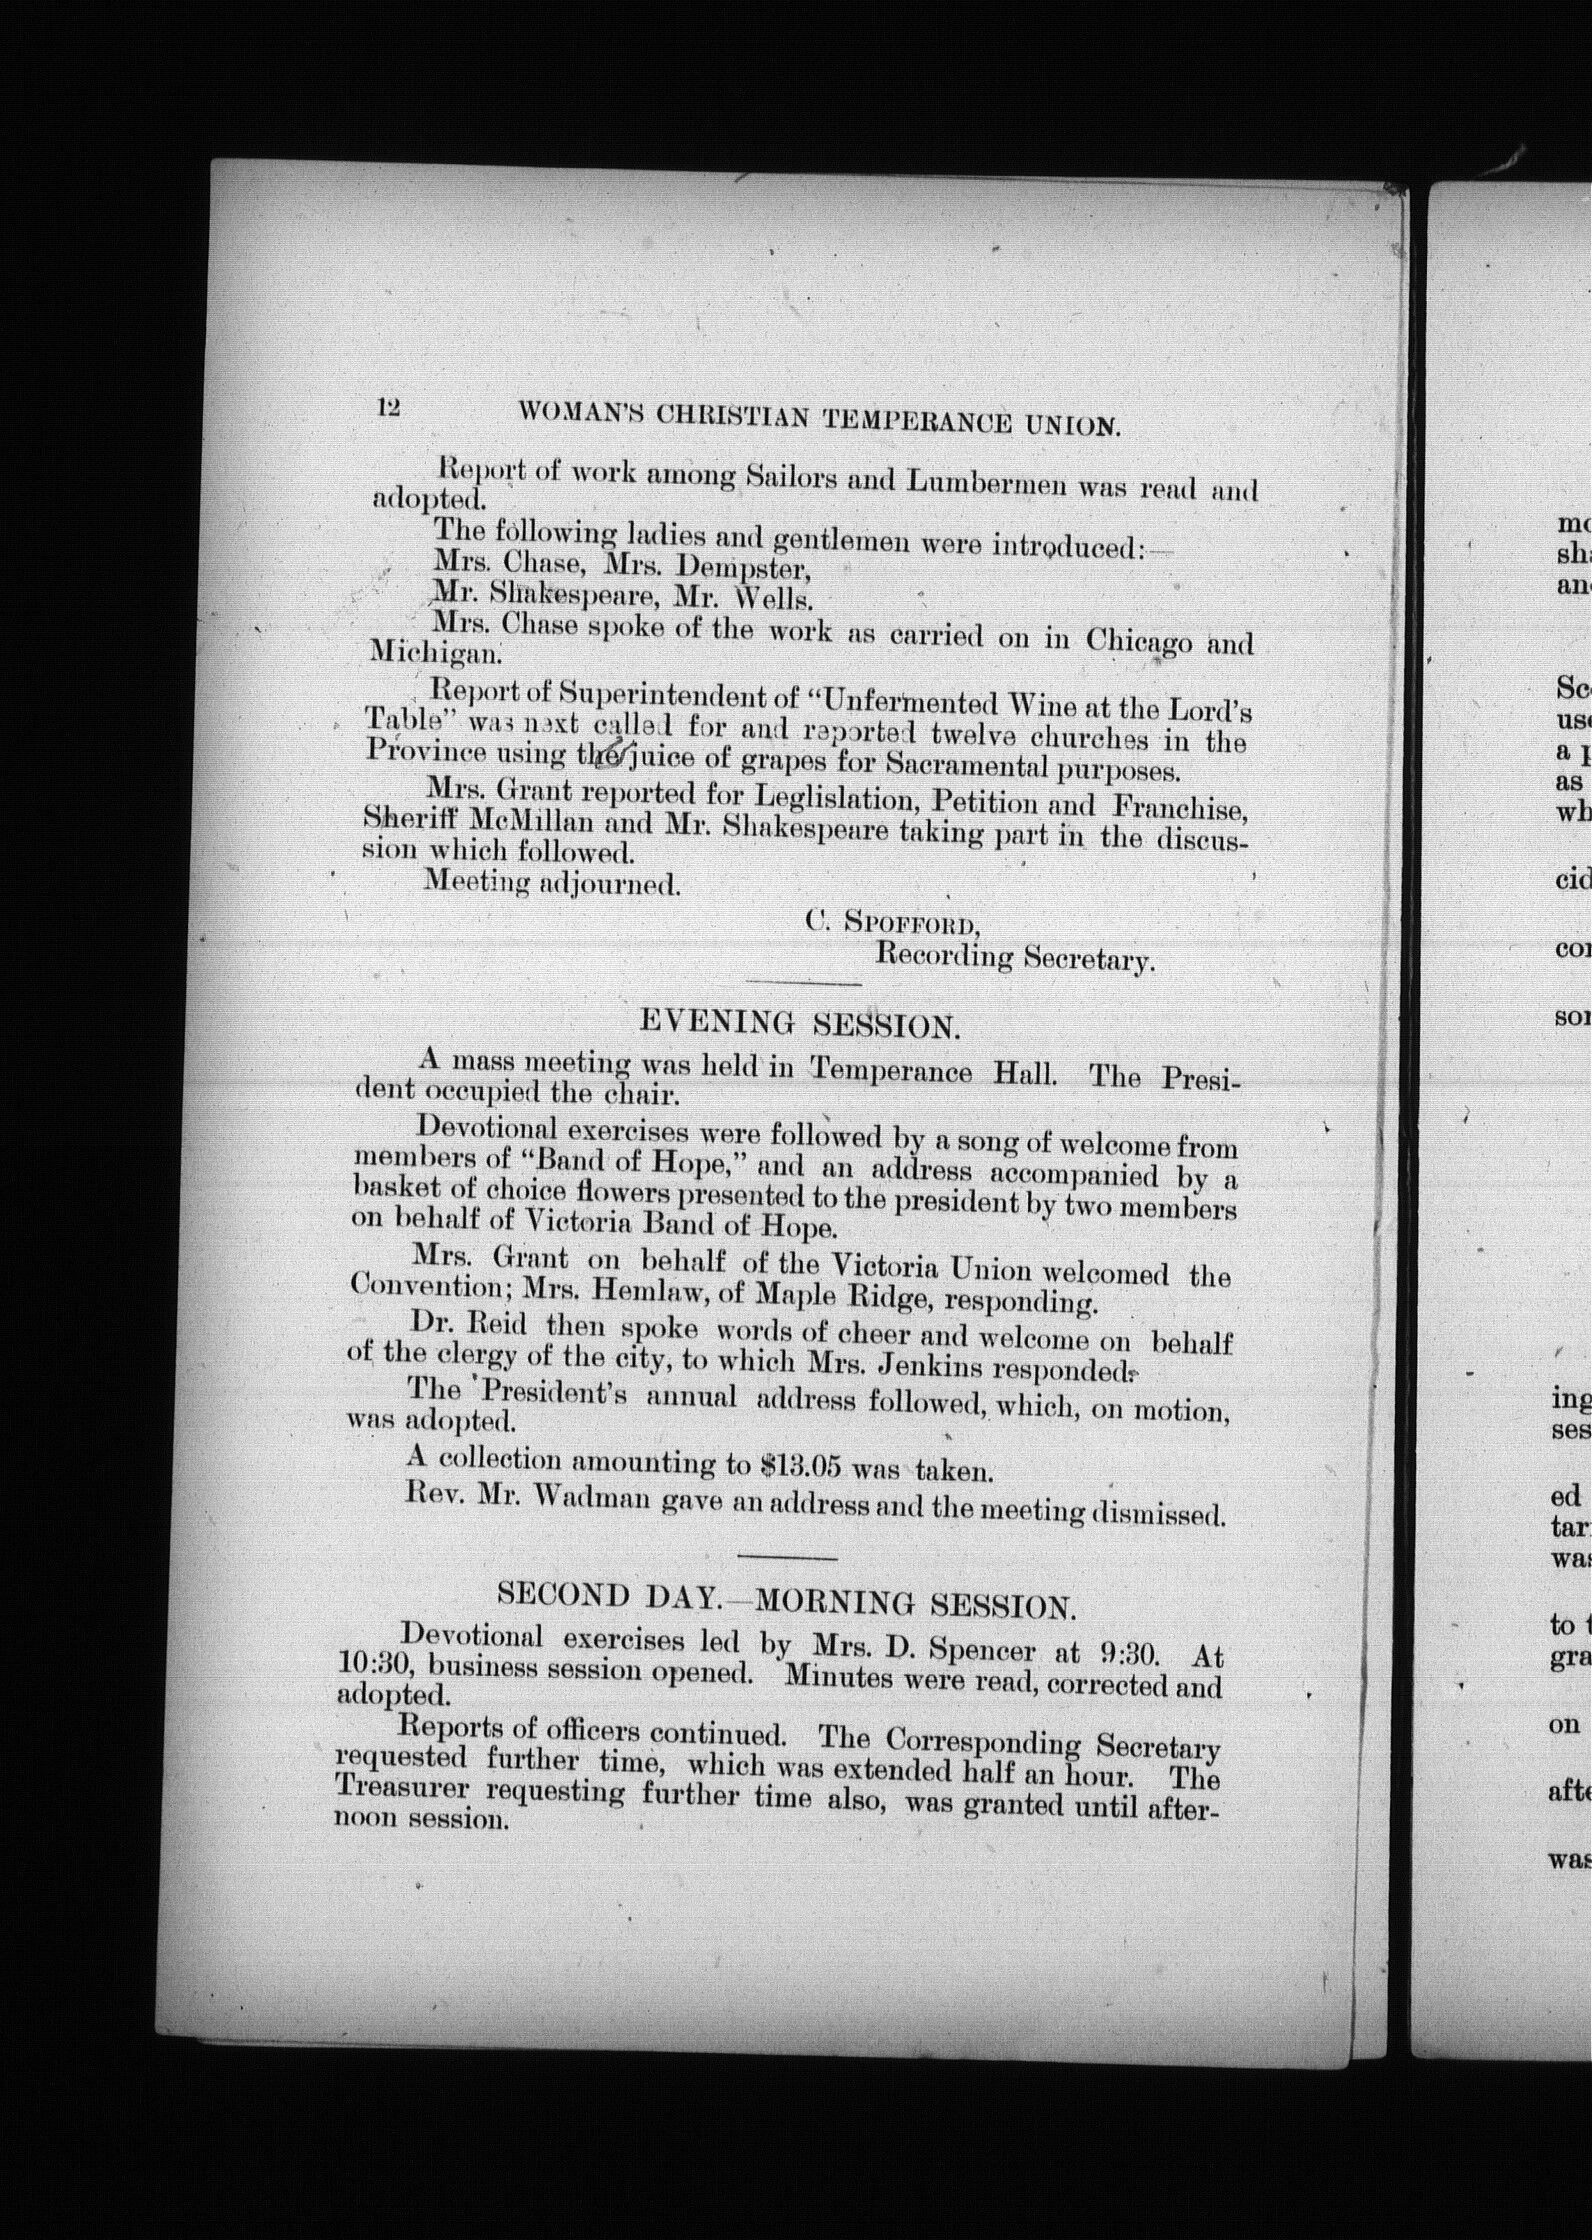 12 WOMAN'S CHRISTIAN TEMPERANCE UNION.
Report of work among Sailors and Lumbermen was read and
adopted.
The following ladies and gentlemen were introduced:—
Mrs. Chase, Mrs. Dempster,
Mr. Shakespeare, Mr. Wells.
Mrs. Chase spoke of the work as carried on in Chicago and
Michigan.
Report of Superintendent of “Unfermented Wine at the Lord's
Table” was next called for and reported twelve churches in the
Province using the juice of grapes for Sacramental purposes.
Mrs. Grant reported for Leglislation, Petition and Franchise,
Sheriff McMillan and Mr. Shakespeare taking part in the discus-
sion which followed.
Meeting adjourned.
C. SPOFFORD,
Recording Secretary.
EVENING SESSION.
A mass meeting was held in Temperance Hall. The Presi-
dent occupied the chair.
Devotional exercises were followed by a song of welcome from
members of “Band of Hope,” and an address accompanied by a
basket of choice flowers presented to the president by two members
on behalf of Victoria Band of Hope.
Mrs. Grant on behalf of the Victoria Union welcomed the
Convention; Mrs. Hemlaw, of Maple Ridge, responding.
Dr. Reid then spoke words of cheer and welcome on behalf
of the clergy of the city, to which Mrs. Jenkins responded.
The President's annual address followed, which, on motion,
was adopted.
A collection amounting to $13.05 was taken.
Rev. Mr. Wadman gave an address and the meeting dismissed.
SECOND DAY.—MORNING SESSION.
Devotional exercises led by Mrs. D. Spencer at 9:30. At
10:30, business session opened. Minutes were read, corrected and
adopted.
Reports of officers continued. The Corresponding Secretary
requested further time, which was extended half an hour. The
Treasurer requesting further time also, was granted until after-
noon session.